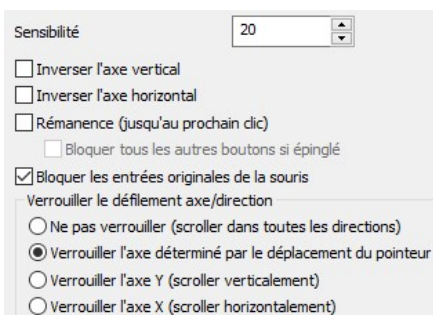 Sensibilité 20
Inverser l'axe vertical
Inverser l'axe horizontal
Rémanence (jusqu'au prochain clic)
Bloquer tous les autres boutons si épinglé
Bloquer les entrées originales de la souris
Verrouiller le défilement axe/direction
Ne pas verrouiller (scroller dans toutes les directions)
Verrouiller l'axe déterminé par le déplacement du pointeur
Verrouiller l'axe Y (scroller verticalement)
Verrouiller l'axe X (scroller horizontalement)